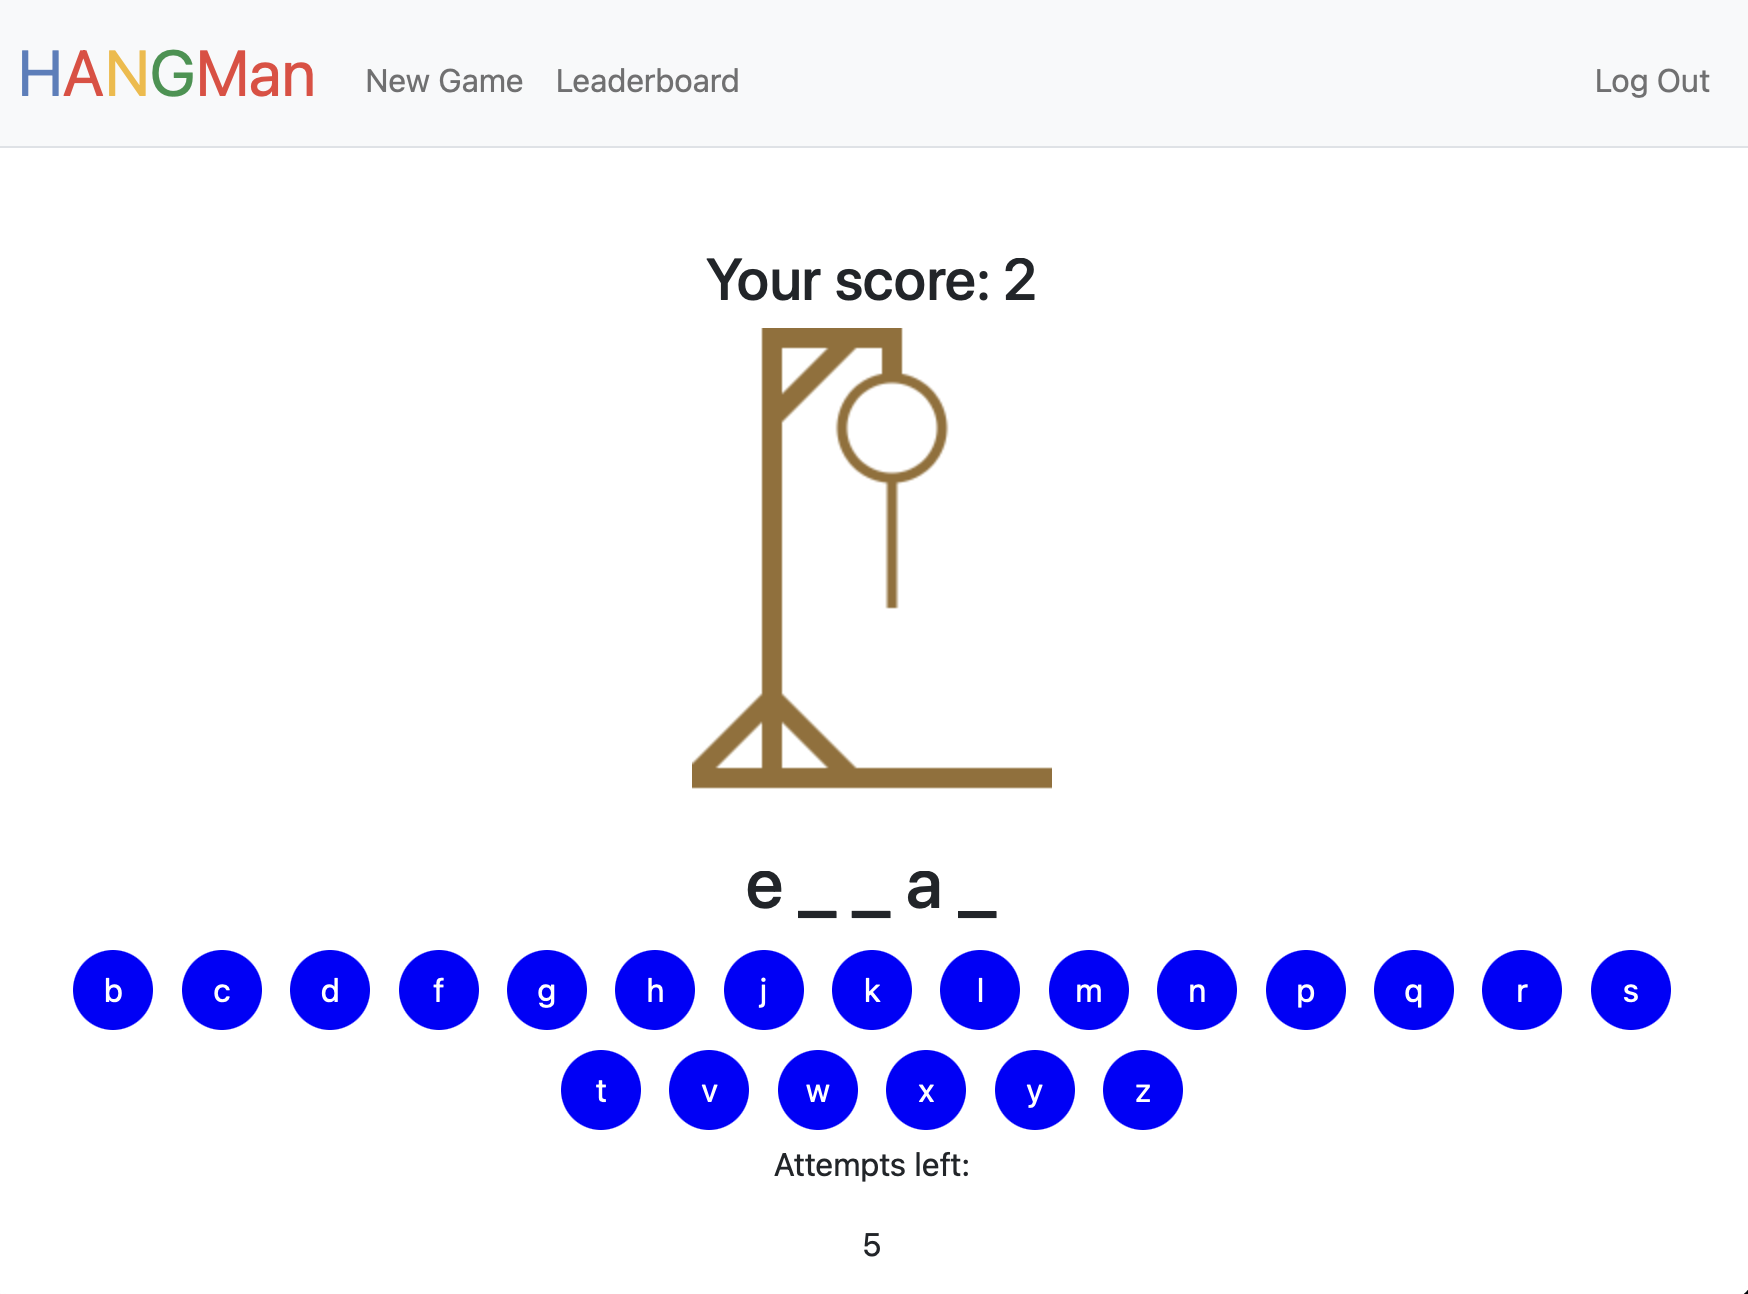 HANGMan New Game Leaderboard Log Out
Your score: 2
e _ _ a _
b c d f g h j k l m n p q r s
t v w x y z
Attempts left:
5